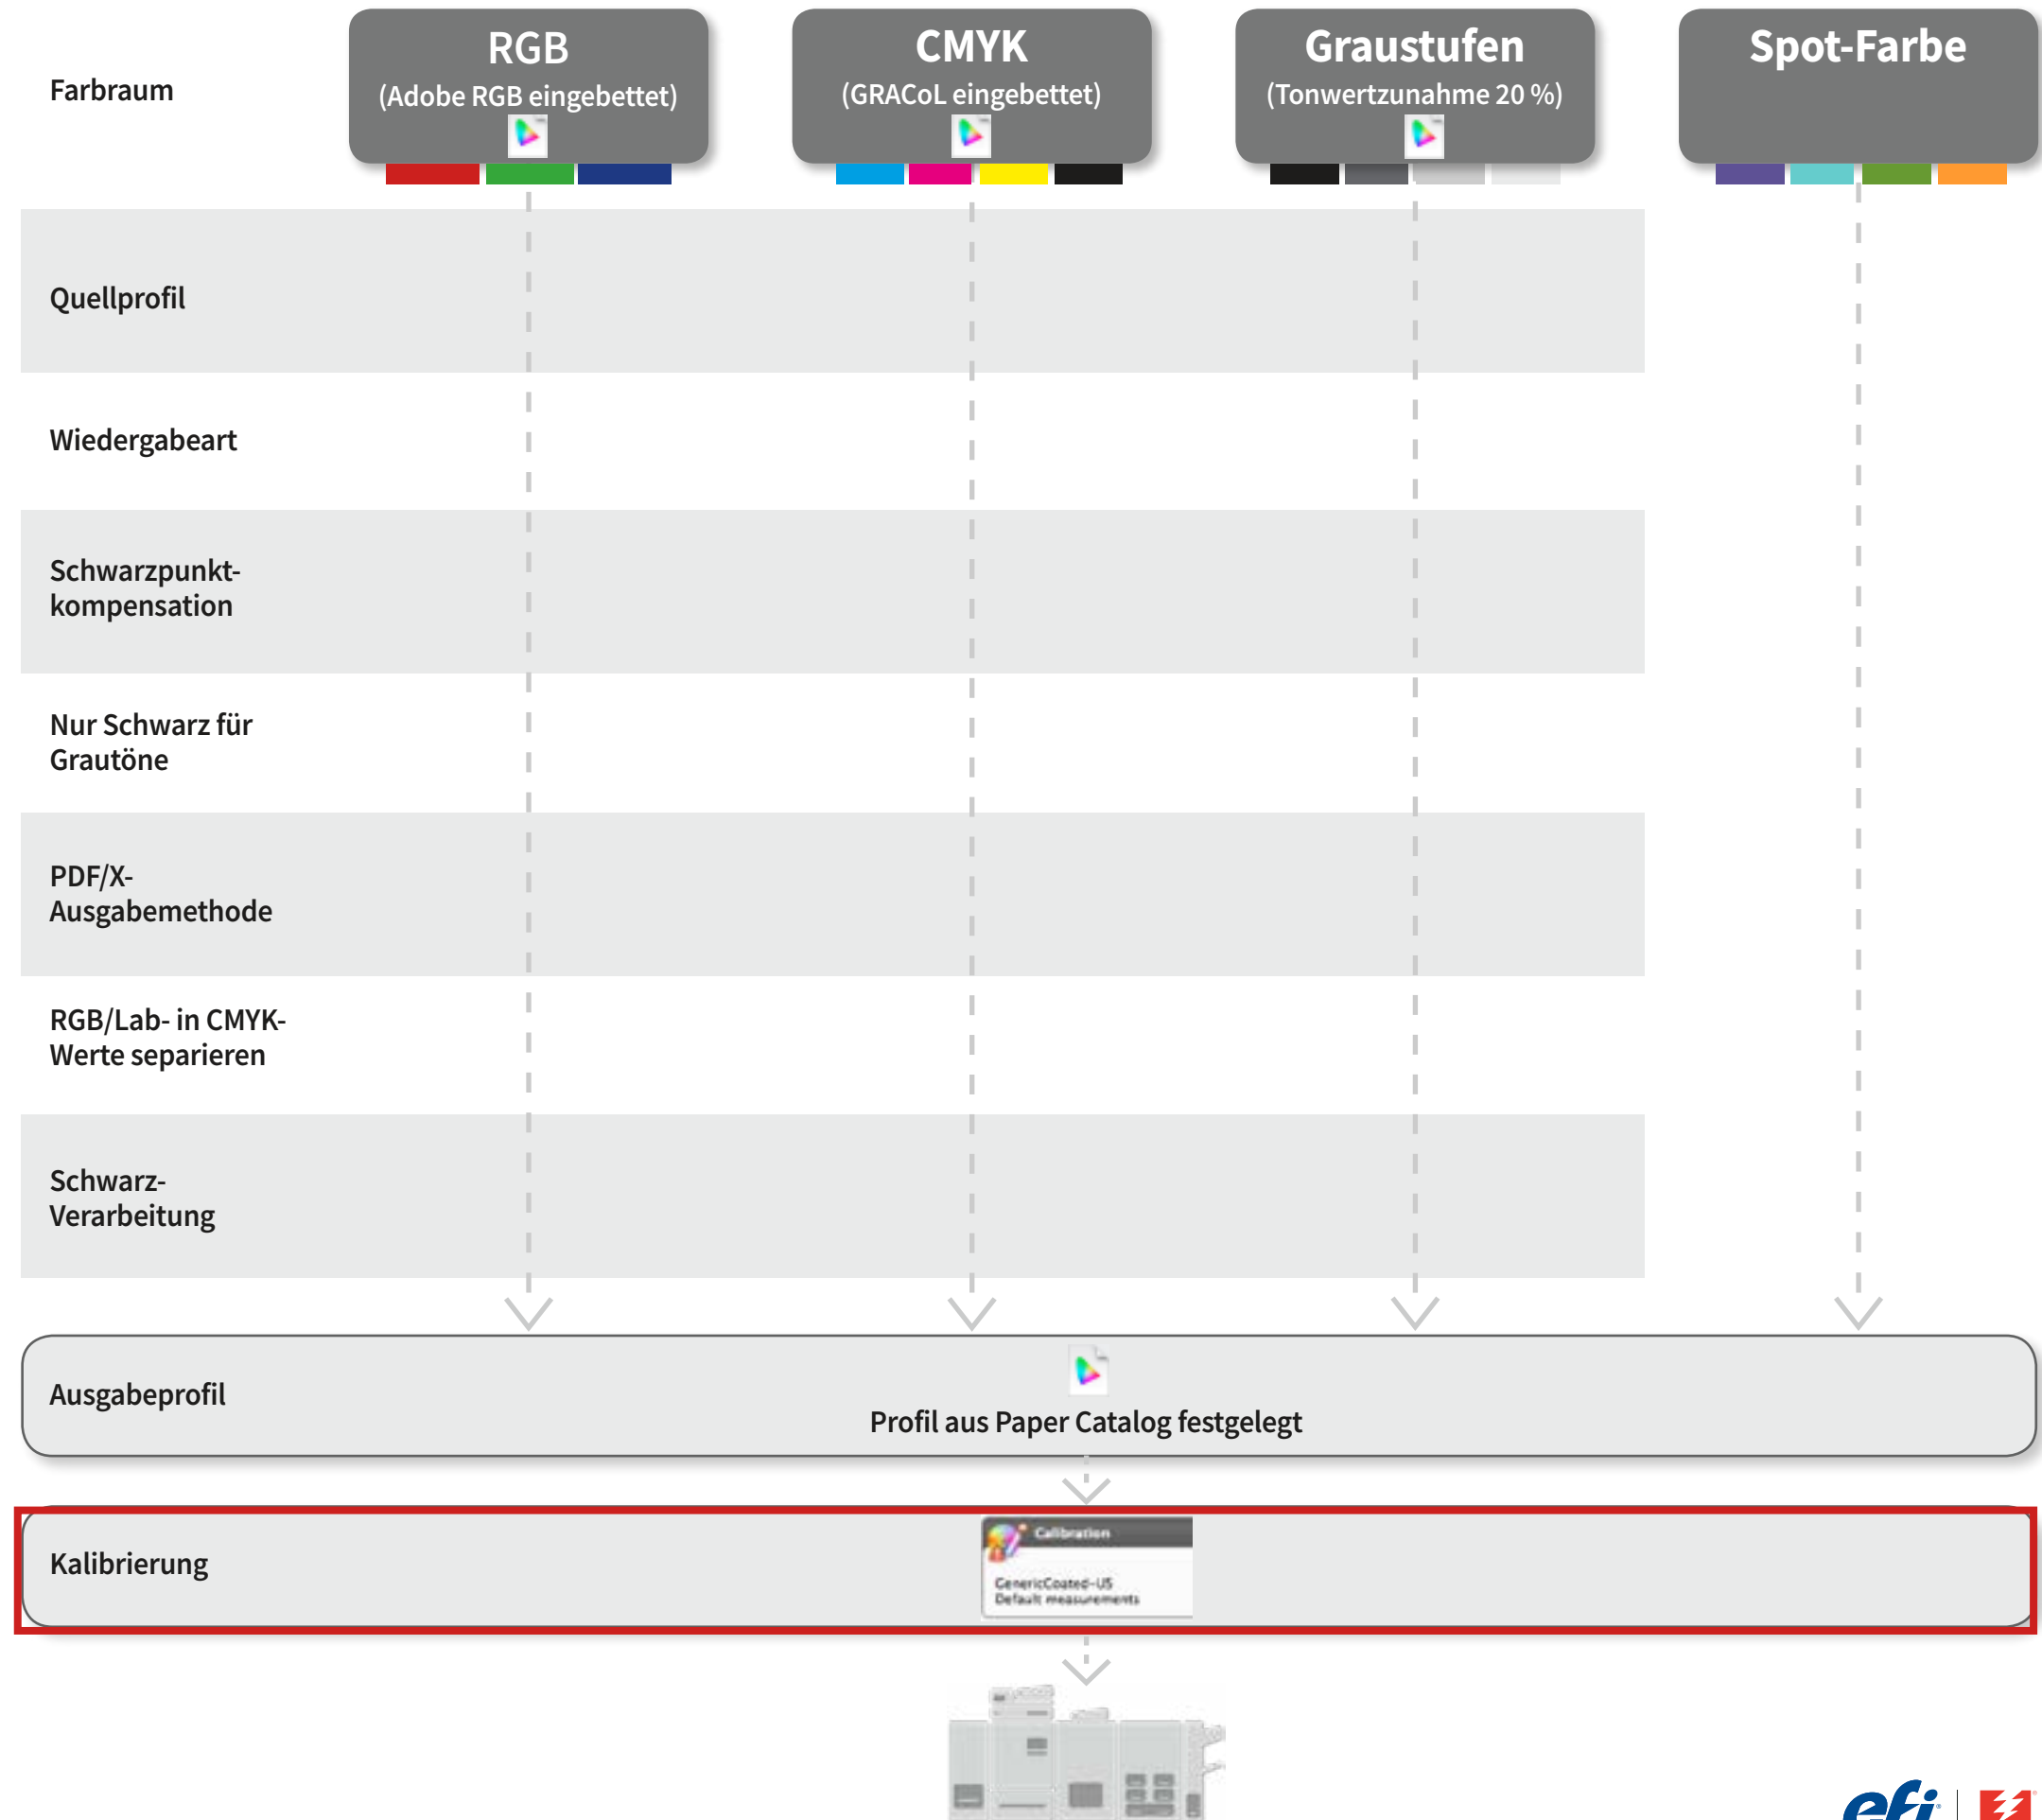 Farbraum
RGB
(Adobe RGB eingebettet)
CMYK
(GRACoL eingebettet)
Graustufen
(Tonwertzunahme 20 %)
Spot-Farbe
Quellprofil
Wiedergabeart
Schwarzpunkt-
kompensation
Nur Schwarz für
Grautöne
PDF/X-
Ausgabemethode
RGB/Lab- in CMYK-
Werte separieren
Schwarz-
Verarbeitung
Ausgabeprofil
Profil aus Paper Catalog festgelegt
Kalibrierung
Calibration
GenericCoated-US
Default measurements
efi